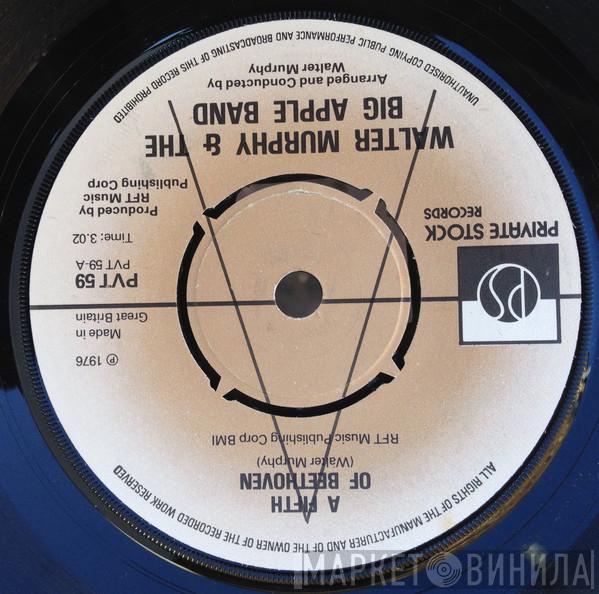 ALL RIGHTS OF THE MANUFACTURER AND OF THE OWNER OF THE RECORDED WORK RESERVED
A FIFTH
OF BEETHOVEN
(Walter Murphy)
RFT Music Publishing Corp BMI
PS
PRIVATE STOCK
RECORDS
℗ 1976
Made in
Great Britain
PVT 59
PVT 59-A
Time: 3.02
Produced by
RFT Music
Publishing Corp
WALTER MURPHY & THE
BIG APPLE BAND
Arranged and Conducted by
Walter Murphy
UNAUTHORISED COPYING PUBLIC PERFORMANCE AND BROADCASTING OF THIS RECORD PROHIBITED
МАРКЕТ ВИНИЛА